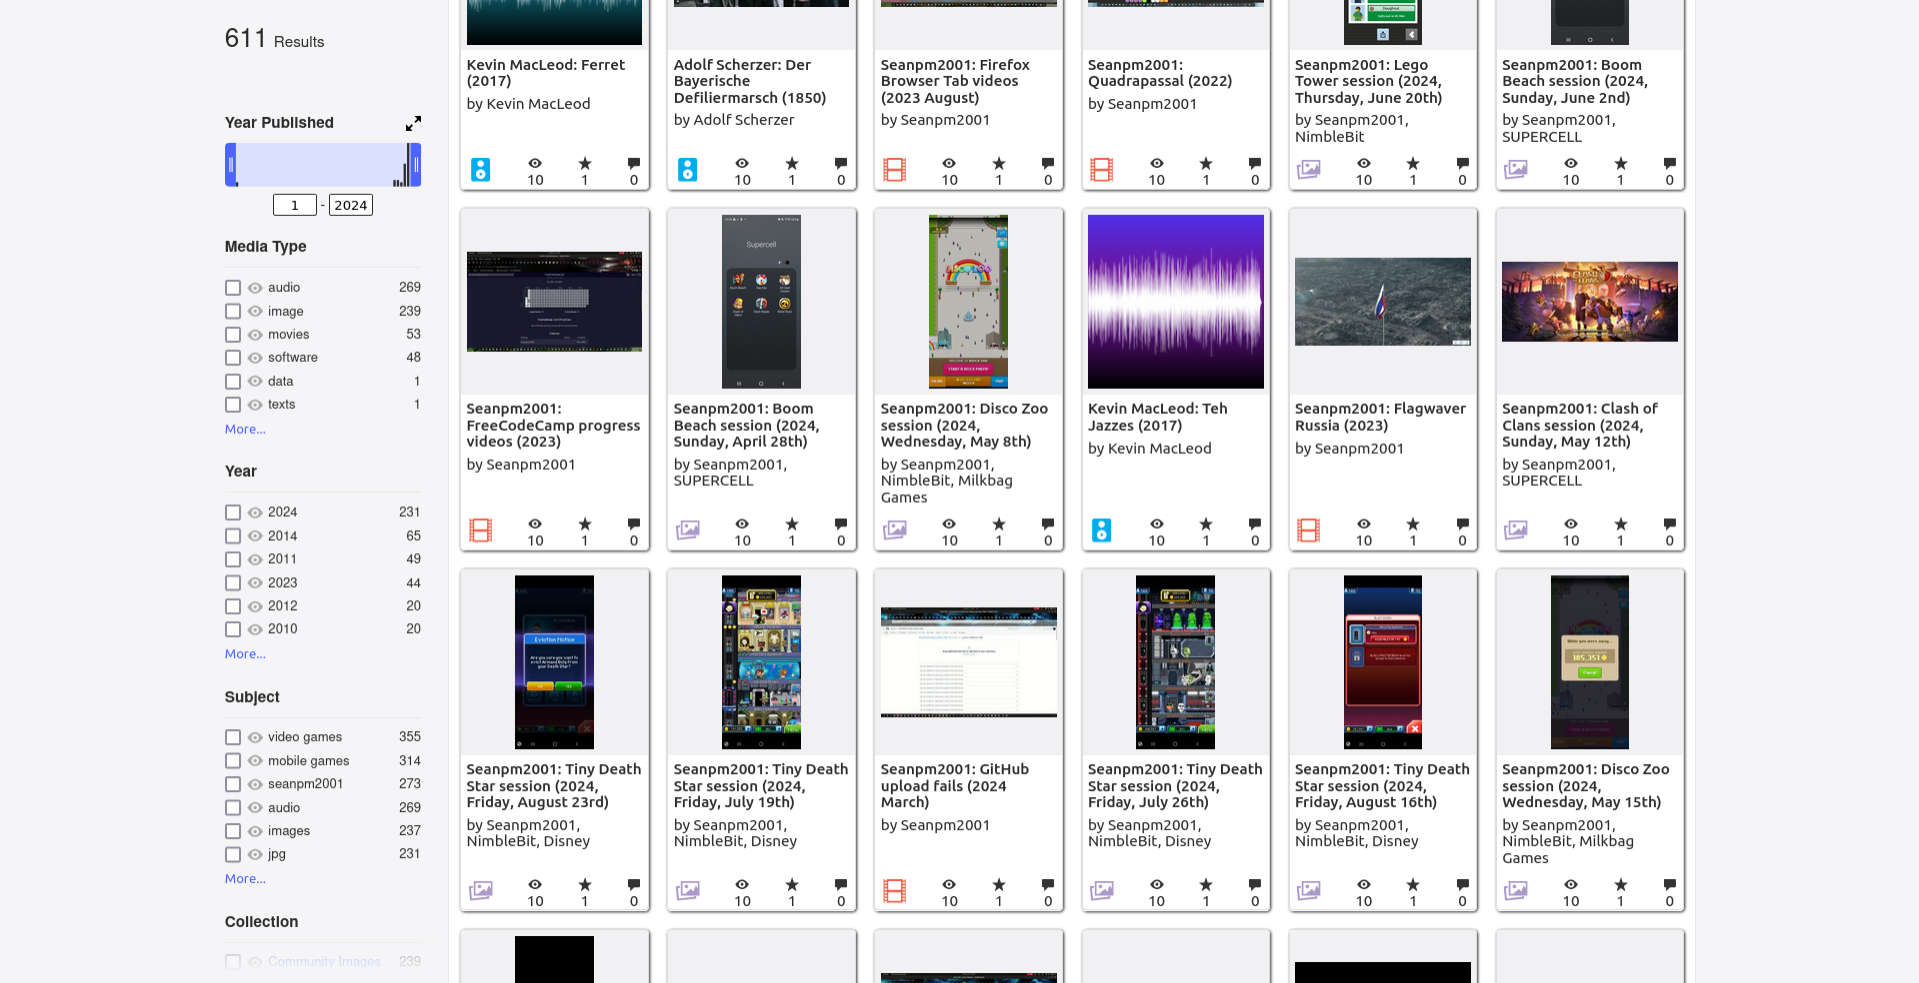 611 Results
Year Published
1 - 2024
Media Type
audio 269
image 239
movies 53
software 48
data 1
texts 1
More...
Year
2024 231
2014 65
2011 49
2023 44
2012 20
2010 20
More...
Subject
video games 355
mobile games 314
seanpm2001 273
audio 269
images 237
jpg 231
More...
Collection
Community Images 239
Kevin MacLeod: Ferret
(2017)
by Kevin MacLeod
10 1 0
Adolf Scherzer: Der
Bayerische
Defiliermarsch (1850)
by Adolf Scherzer
10 1 0
Seanpm2001: Firefox
Browser Tab videos
(2023 August)
by Seanpm2001
10 1 0
Seanpm2001:
Quadrapassal (2022)
by Seanpm2001
10 1 0
Seanpm2001: Lego
Tower session (2024,
Thursday, June 20th)
by Seanpm2001,
NimbleBit
10 1 0
Seanpm2001: Boom
Beach session (2024,
Sunday, June 2nd)
by Seanpm2001,
SUPERCELL
10 1 0
Seanpm2001:
FreeCodeCamp progress
videos (2023)
by Seanpm2001
10 1 0
Supercell
Seanpm2001: Boom
Beach session (2024,
Sunday, April 28th)
by Seanpm2001,
SUPERCELL
10 1 0
Seanpm2001: Disco Zoo
session (2024,
Wednesday, May 8th)
by Seanpm2001,
NimbleBit, Milkbag
Games
10 1 0
Kevin MacLeod: Teh
Jazzes (2017)
by Kevin MacLeod
10 1 0
Seanpm2001: Flagwaver
Russia (2023)
by Seanpm2001
10 1 0
Seanpm2001: Clash of
Clans session (2024,
Sunday, May 12th)
by Seanpm2001,
SUPERCELL
10 1 0
Eviction Notice
Seanpm2001: Tiny Death
Star session (2024,
Friday, August 23rd)
by Seanpm2001,
NimbleBit, Disney
10 1 0
Seanpm2001: Tiny Death
Star session (2024,
Friday, July 19th)
by Seanpm2001,
NimbleBit, Disney
10 1 0
Seanpm2001: GitHub
upload fails (2024
March)
by Seanpm2001
10 1 0
Seanpm2001: Tiny Death
Star session (2024,
Friday, July 26th)
by Seanpm2001,
NimbleBit, Disney
10 1 0
Seanpm2001: Tiny Death
Star session (2024,
Friday, August 16th)
by Seanpm2001,
NimbleBit, Disney
10 1 0
185,351
Seanpm2001: Disco Zoo
session (2024,
Wednesday, May 15th)
by Seanpm2001,
NimbleBit, Milkbag
Games
10 1 0